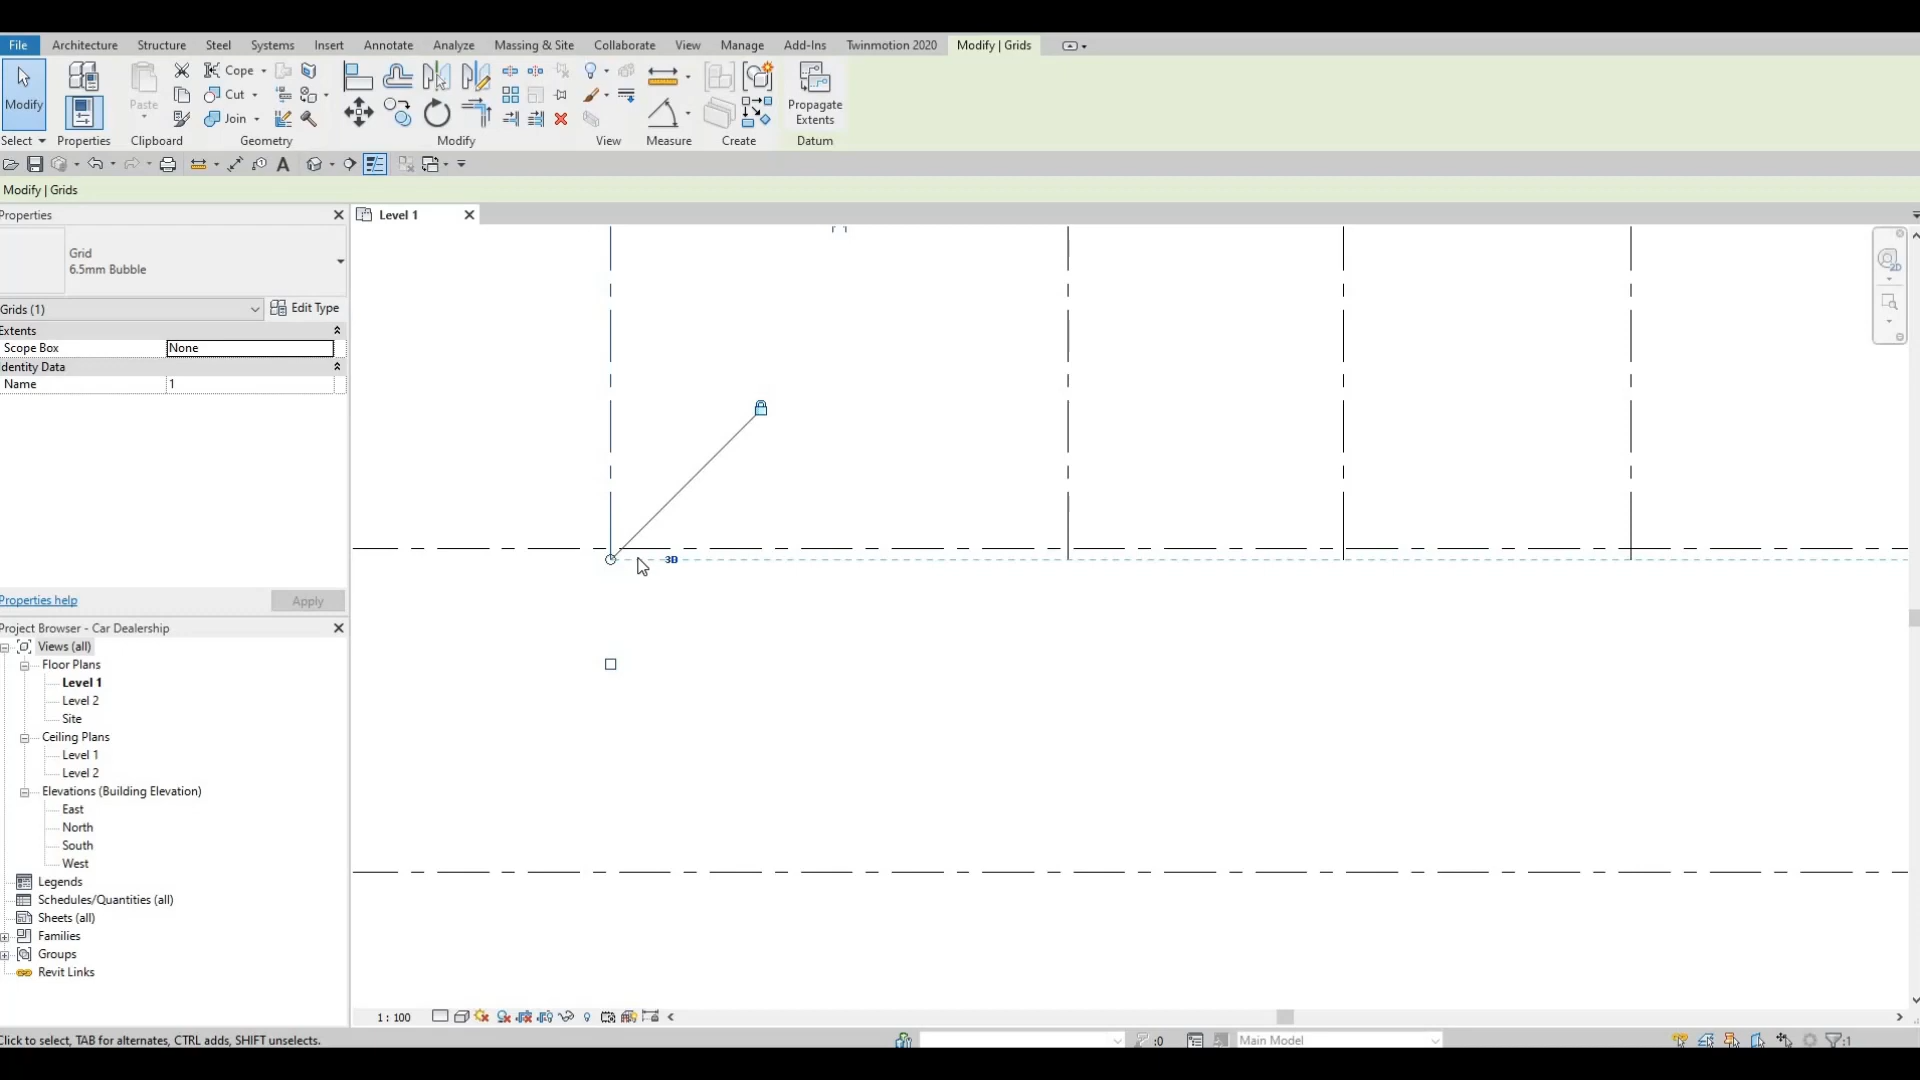 File Architecture Structure Steel Systems Insert Annotate Analyze Massing & Site Collaborate View Manage Add-Ins Twinmotion 2020 Modify | Grids
Modify Paste Cope Cut Join Propagate Extents
Select Properties Clipboard Geometry Modify View Measure Create Datum
Modify | Grids
Properties
Level 1
Grid
6.5mm Bubble
Grids (1) Edit Type
Extents
Scope Box None
Identity Data
Name 1
3D
Properties help Apply
Project Browser - Car Dealership
Views (all)
Floor Plans
Level 1
Level 2
Site
Ceiling Plans
Level 1
Level 2
Elevations (Building Elevation)
East
North
South
West
Legends
Schedules/Quantities (all)
Sheets (all)
Families
Groups
Revit Links
1 : 100
Click to select, TAB for alternates, CTRL adds, SHIFT unselects. :0 Main Model :1